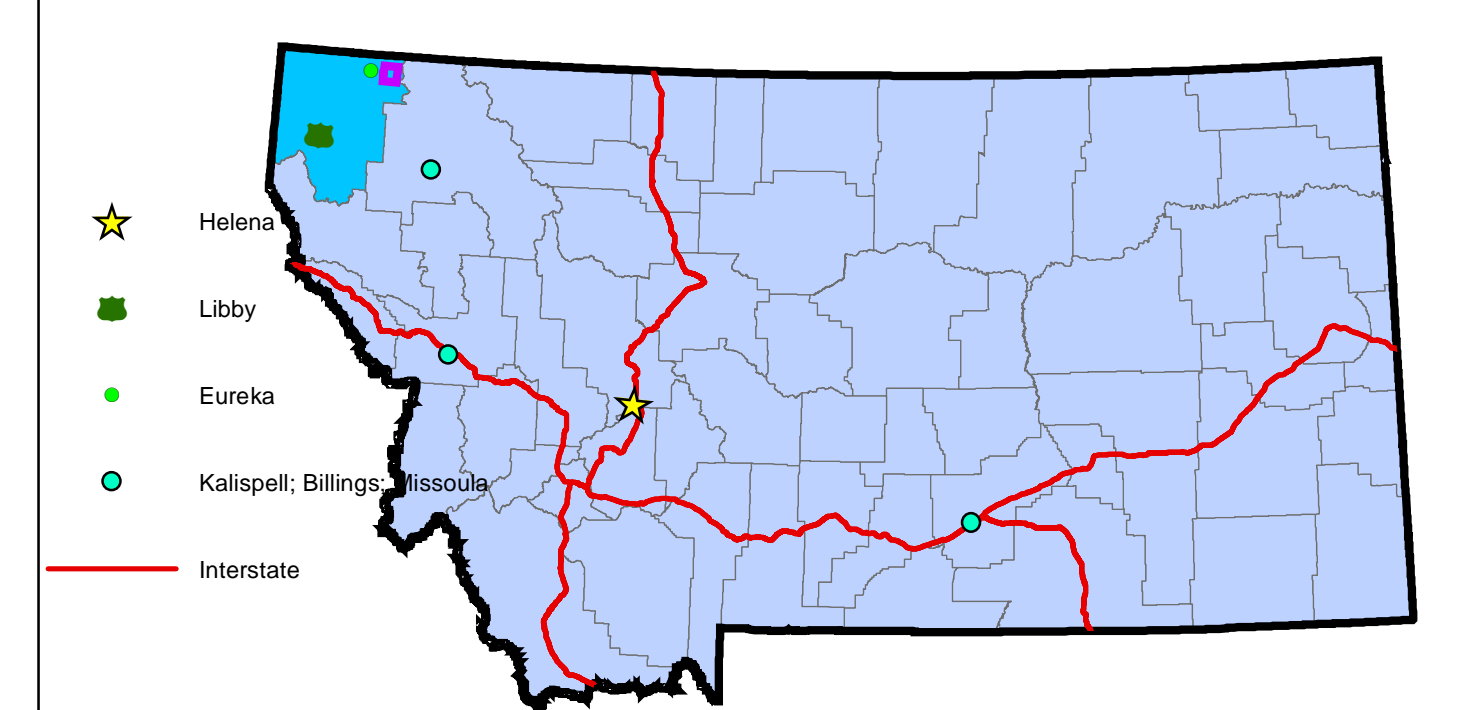 Helena
Libby
Eureka
Kalispell; Billings; Missoula
Interstate